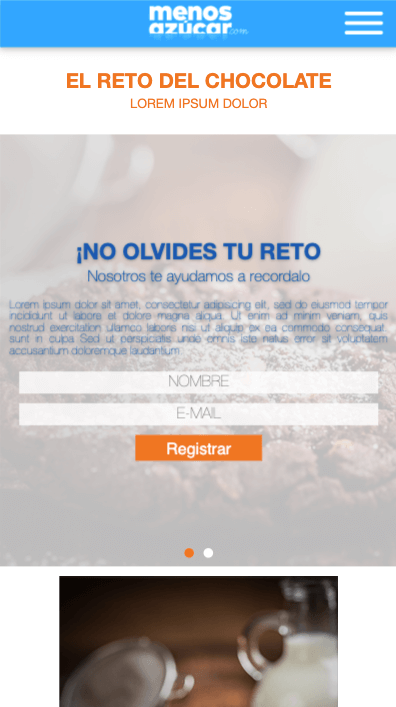 menos
azúcar.com
EL RETO DEL CHOCOLATE
LOREM IPSUM DOLOR
¡NO OLVIDES TU RETO
Nosotros te ayudamos a recordalo
Lorem ipsum dolor sit amet, consectetur adipisicing elit, sed do eiusmod tempor
incididunt ut labore et dolore magna aliqua. Ut enim ad minim veniam, quis
nostrud exercitation ullamco laboris nisi ut aliquip ex ea commodo consequat.
sunt in culpa Sed ut perspiciatis unde omnis iste natus error sit voluptatem
accusantium doloremque laudantium
NOMBRE
E-MAIL
Registrar